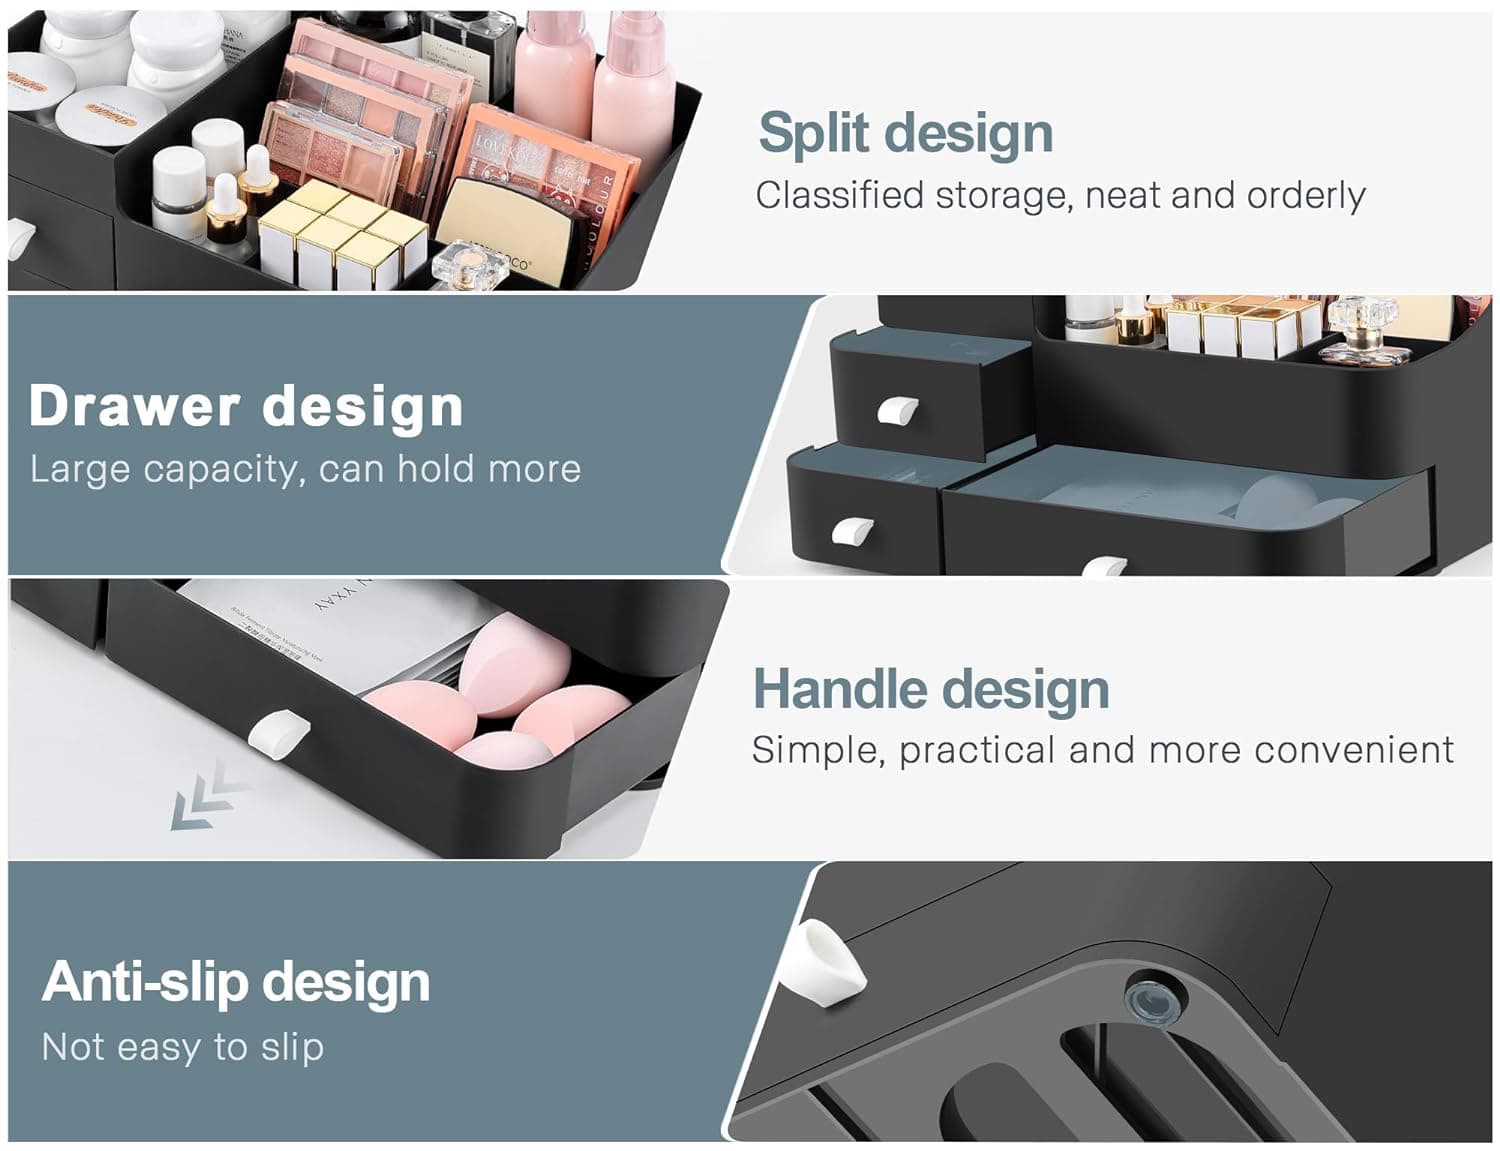 Split design
Classified storage, neat and orderly
Drawer design
Large capacity, can hold more
YXAY
Handle design
Simple, practical and more convenient
Anti-slip design
Not easy to slip